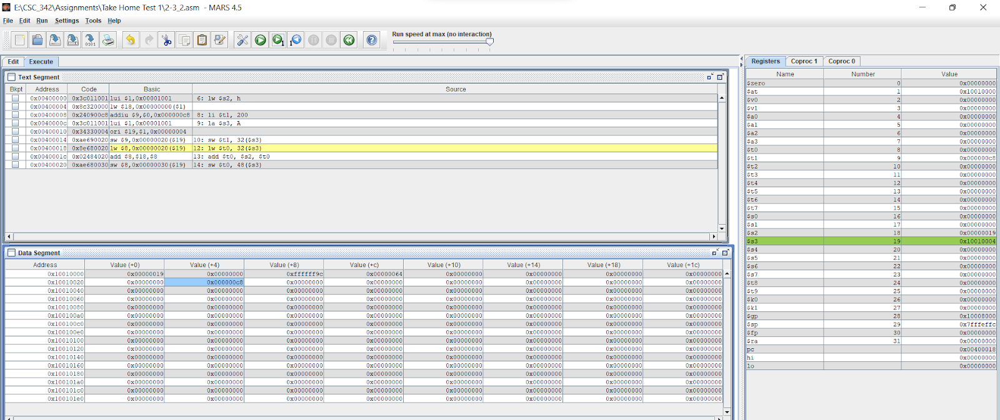 E:\CSC_342\Assignments\Take Home Test 1\2-3_2.asm - MARS 4.5
File Edit Run Settings Tools Help
Run speed at max (no interaction)
Edit Execute
Text Segment
Bkpt Address Code Basic Source
0x00400000 0x3c011001 lui $1,0x00001001 6: lw $s2, h
0x00400004 0x8c320000 lw $18,0x00000000($1)
0x00400008 0x240900c8 addiu $9,$0,0x000000c8 8: li $t1, 200
0x0040000c 0x3c011001 lui $1,0x00001001 9: la $s3, A
0x00400010 0x34330004 ori $19,$1,0x00000004
0x00400014 0xae690020 sw $9,0x00000020($19) 10: sw $t1, 32($s3)
0x00400018 0x8e680020 lw $8,0x00000020($19) 12: lw $t0, 32($s3)
0x0040001c 0x02484020 add $8,$18,$8 13: add $t0, $s2, $t0
0x00400020 0xae680030 sw $8,0x00000030($19) 14: sw $t0, 48($s3)
Data Segment
Address Value (+0) Value (+4) Value (+8) Value (+c) Value (+10) Value (+14) Value (+18) Value (+1c)
0x10010000 0x00000019 0x00000000 0xffffff9c 0x00000064 0x00000000 0x00000000 0x00000000 0x00000000
0x10010020 0x00000000 0x000000c8 0x00000000 0x00000000 0x00000000 0x00000000 0x00000000 0x00000000
0x10010040 0x00000000 0x00000000 0x00000000 0x00000000 0x00000000 0x00000000 0x00000000 0x00000000
0x10010060 0x00000000 0x00000000 0x00000000 0x00000000 0x00000000 0x00000000 0x00000000 0x00000000
0x10010080 0x00000000 0x00000000 0x00000000 0x00000000 0x00000000 0x00000000 0x00000000 0x00000000
0x100100a0 0x00000000 0x00000000 0x00000000 0x00000000 0x00000000 0x00000000 0x00000000 0x00000000
0x100100c0 0x00000000 0x00000000 0x00000000 0x00000000 0x00000000 0x00000000 0x00000000 0x00000000
0x100100e0 0x00000000 0x00000000 0x00000000 0x00000000 0x00000000 0x00000000 0x00000000 0x00000000
0x10010100 0x00000000 0x00000000 0x00000000 0x00000000 0x00000000 0x00000000 0x00000000 0x00000000
0x10010120 0x00000000 0x00000000 0x00000000 0x00000000 0x00000000 0x00000000 0x00000000 0x00000000
0x10010140 0x00000000 0x00000000 0x00000000 0x00000000 0x00000000 0x00000000 0x00000000 0x00000000
0x10010160 0x00000000 0x00000000 0x00000000 0x00000000 0x00000000 0x00000000 0x00000000 0x00000000
0x10010180 0x00000000 0x00000000 0x00000000 0x00000000 0x00000000 0x00000000 0x00000000 0x00000000
0x100101a0 0x00000000 0x00000000 0x00000000 0x00000000 0x00000000 0x00000000 0x00000000 0x00000000
0x100101c0 0x00000000 0x00000000 0x00000000 0x00000000 0x00000000 0x00000000 0x00000000 0x00000000
0x100101e0 0x00000000 0x00000000 0x00000000 0x00000000 0x00000000 0x00000000 0x00000000 0x00000000
Registers Coproc 1 Coproc 0
Name Number Value
$zero 0 0x00000000
$at 1 0x10010000
$v0 2 0x00000000
$v1 3 0x00000000
$a0 4 0x00000000
$a1 5 0x00000000
$a2 6 0x00000000
$a3 7 0x00000000
$t0 8 0x00000000
$t1 9 0x000000c8
$t2 10 0x00000000
$t3 11 0x00000000
$t4 12 0x00000000
$t5 13 0x00000000
$t6 14 0x00000000
$t7 15 0x00000000
$s0 16 0x00000000
$s1 17 0x00000000
$s2 18 0x00000019
$s3 19 0x10010004
$s4 20 0x00000000
$s5 21 0x00000000
$s6 22 0x00000000
$s7 23 0x00000000
$t8 24 0x00000000
$t9 25 0x00000000
$k0 26 0x00000000
$k1 27 0x00000000
$gp 28 0x10008000
$sp 29 0x7fffeffc
$fp 30 0x00000000
$ra 31 0x00000000
pc 0x00400018
hi 0x00000000
lo 0x00000000